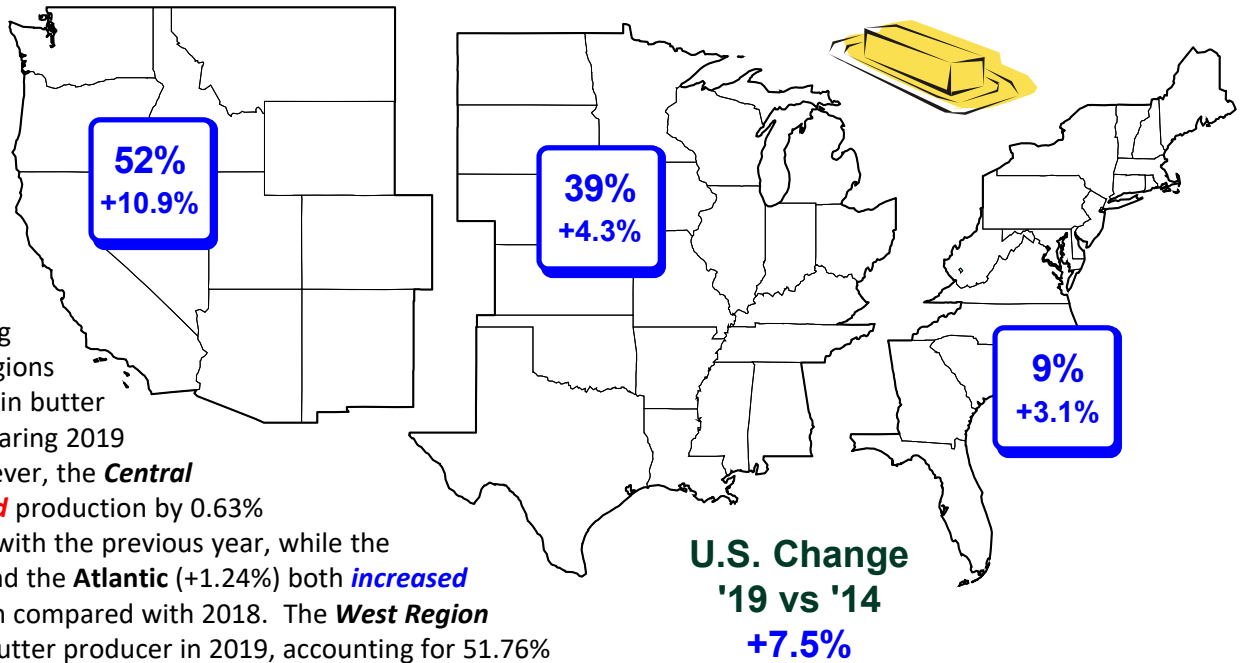 52%
+10.9%
39%
+4.3%
9%
+3.1%
g
gions
in butter
aring 2019
ever, the Central
d production by 0.63%
with the previous year, while the
nd the Atlantic (+1.24%) both increased
n compared with 2018. The West Region
utter producer in 2019, accounting for 51.76%
U.S. Change
'19 vs '14
+7.5%